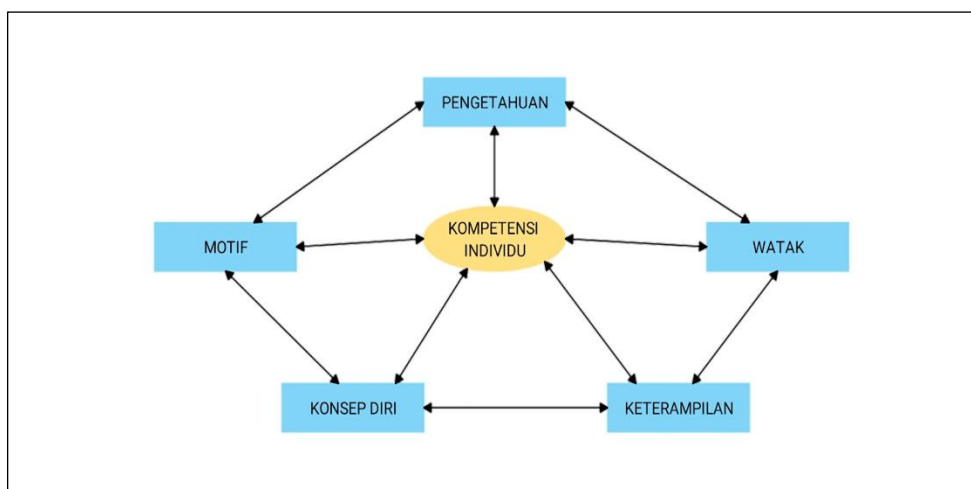 PENGETAHUAN
MOTIF
KOMPETENSI
INDIVIDU
WATAK
KONSEP DIRI
KETERAMPILAN